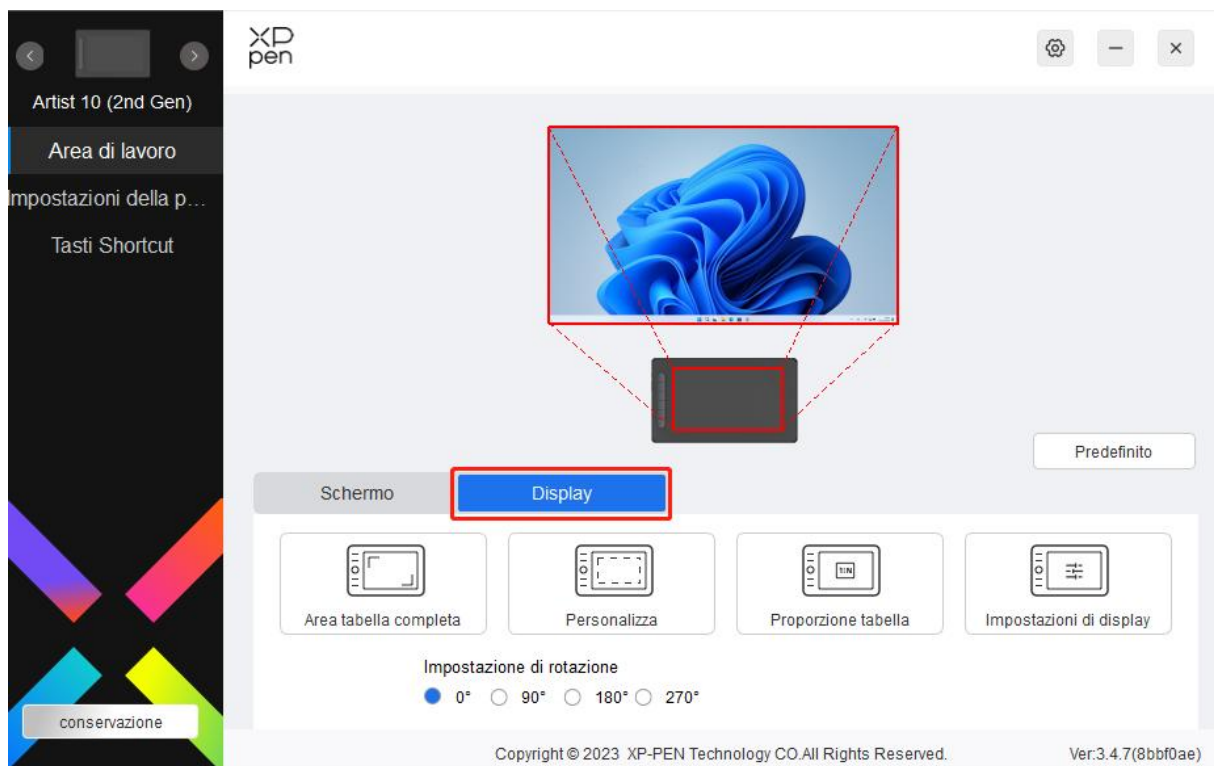 XP
pen
Artist 10 (2nd Gen)
Area di lavoro
Impostazioni della p...
Tasti Shortcut
Predefinito
Schermo
Display
Area tabella completa
Personalizza
1:N
Proporzione tabella
Impostazioni di display
Impostazione di rotazione
0° 90° 180° 270°
conservazione
Copyright © 2023 XP-PEN Technology CO.All Rights Reserved.
Ver:3.4.7(8bbf0ae)